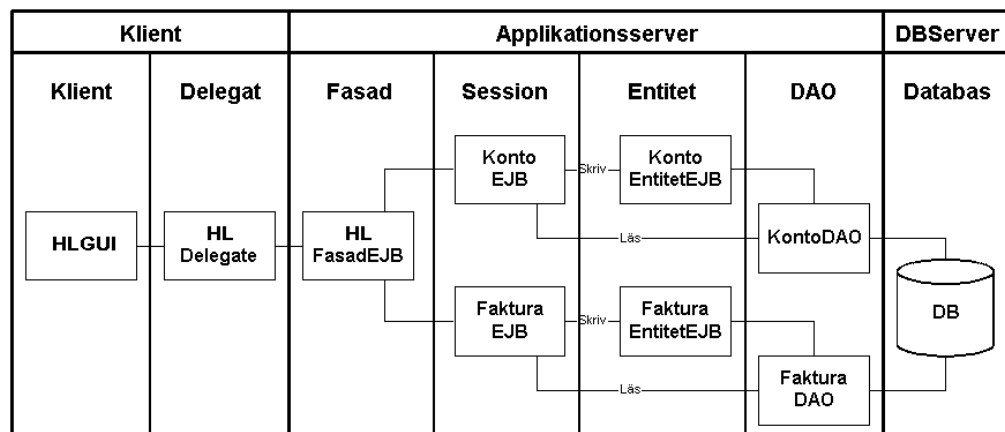 Klient Applikationsserver DBServer
Klient Delegat Fasad Session Entitet DAO Databas
Konto
EJB
Skriv
Konto
EntitetEJB
HLGUI
HL
Delegate
HL
FasadEJB
Läs
KontoDAO
Faktura
EJB
Skriv
Faktura
EntitetEJB
DB
Läs
Faktura
DAO